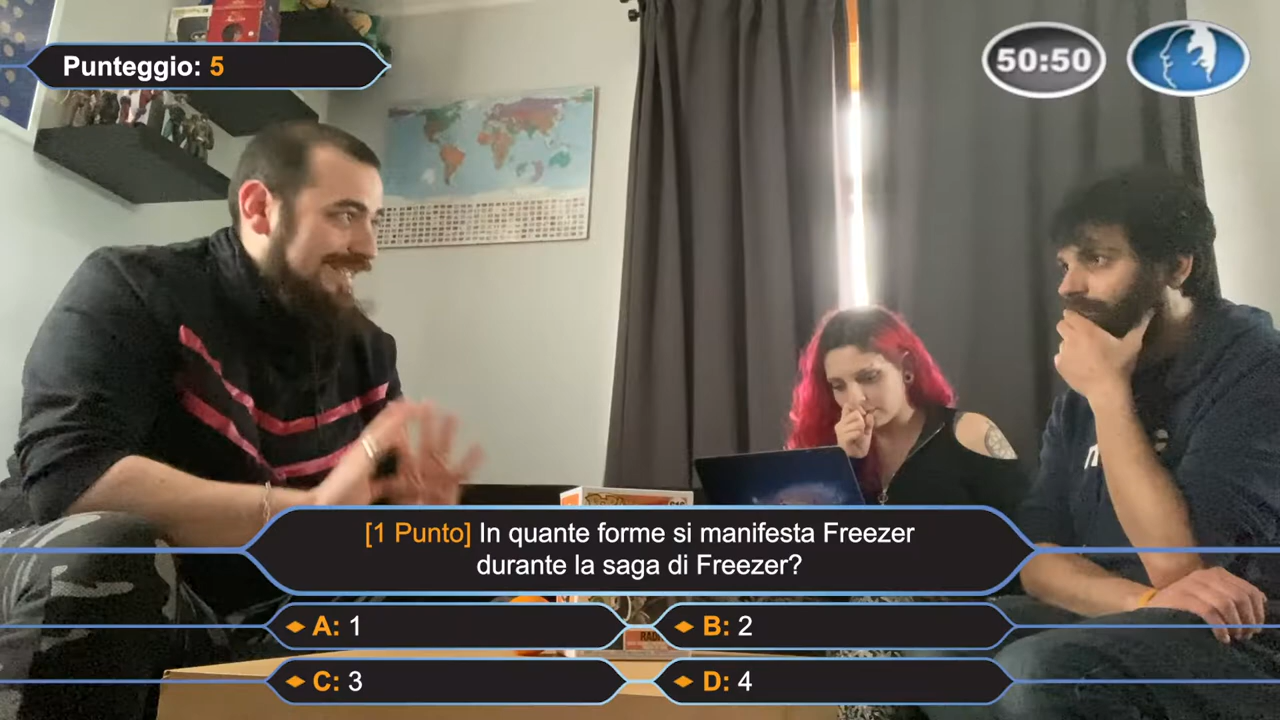 Punteggio: 5
50:50
[1 Punto] In quante forme si manifesta Freezer
durante la saga di Freezer?
A: 1
B: 2
C: 3
D: 4